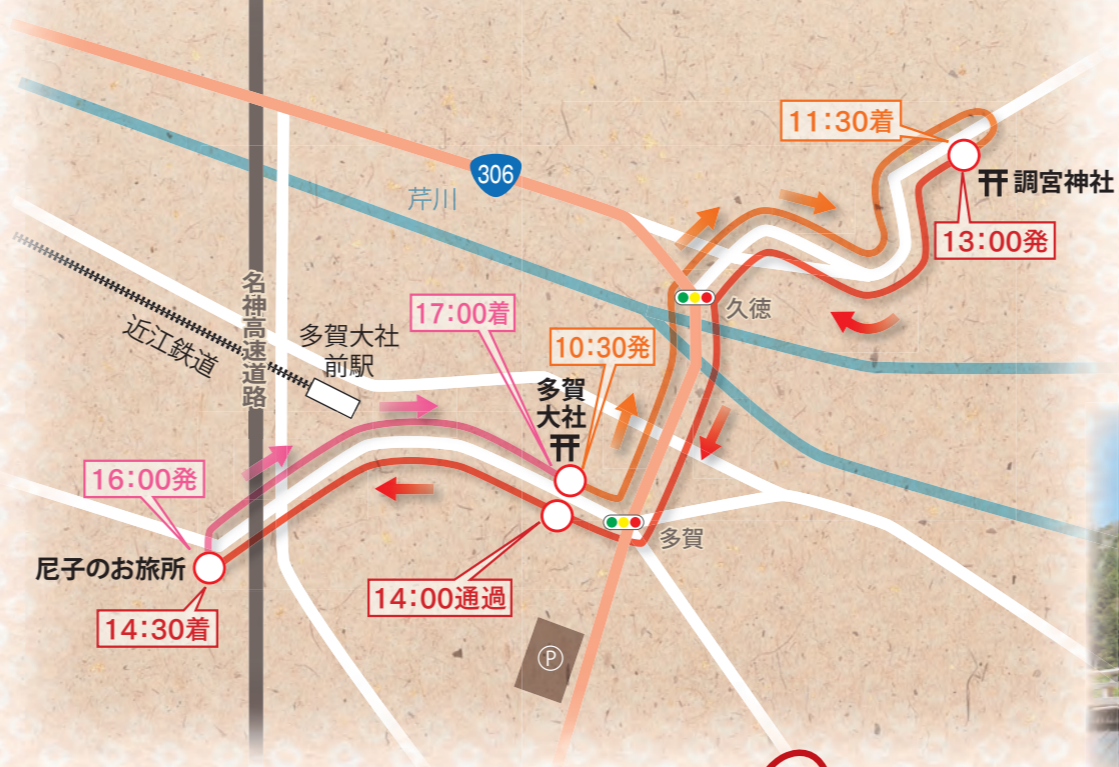 306
芹川
11：30着
調宮神社
13：00発
久徳
名神高速道路
近江鉄道
多賀大社
前駅
17：00着
10：30発
多賀
大社
16：00発
尼子のお旅所
14：30着
14：00通過
多賀
P